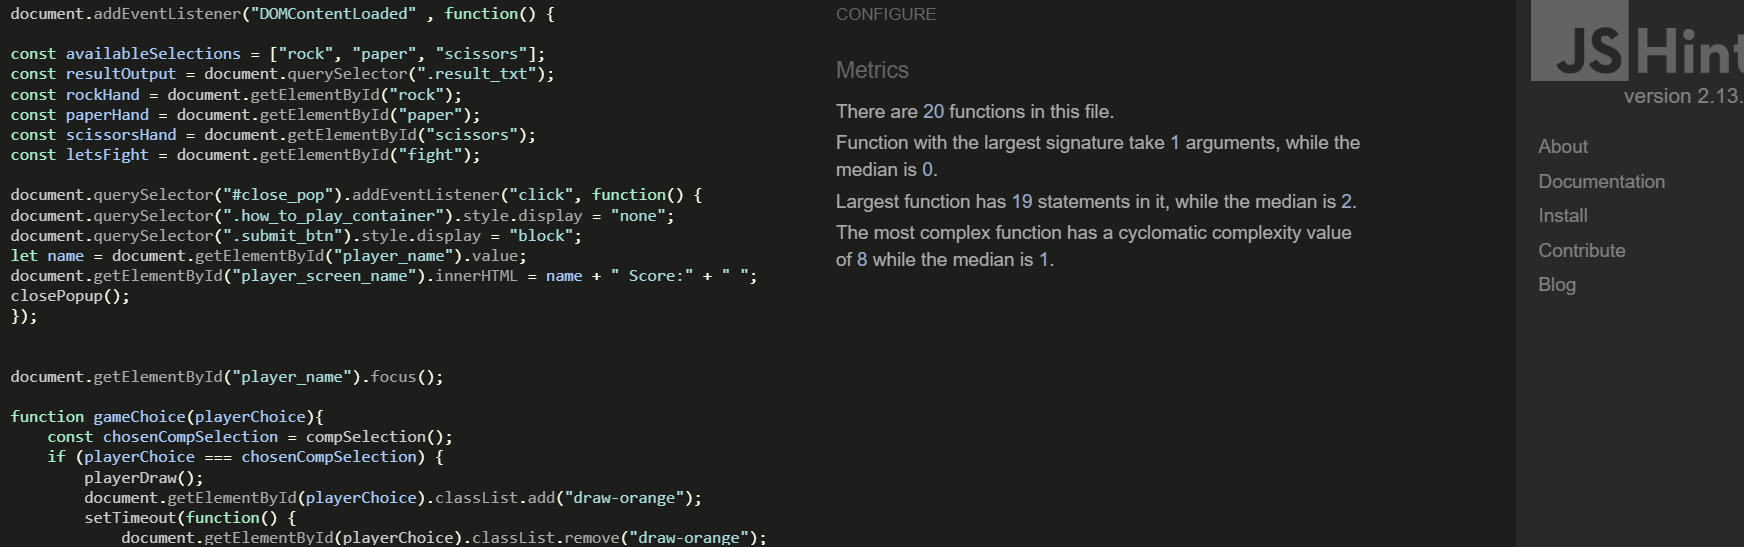 document.addEventListener("DOMContentLoaded" , function() {
const availableSelections = ["rock", "paper", "scissors"];
const resultOutput = document.querySelector(".result_txt");
const rockHand = document.getElementById("rock");
const paperHand = document.getElementById("paper");
const scissorsHand = document.getElementById("scissors");
const letsFight = document.getElementById("fight");
document.querySelector("#close_pop").addEventListener("click", function() {
document.querySelector(".how_to_play_container").style.display = "none";
document.querySelector(".submit_btn").style.display = "block";
let name = document.getElementById("player_name").value;
document.getElementById("player_screen_name").innerHTML = name + " Score:" + " ";
closePopup();
});
document.getElementById("player_name").focus();
function gameChoice(playerChoice){
    const chosenCompSelection = compSelection();
    if (playerChoice === chosenCompSelection) {
        playerDraw();
        document.getElementById(playerChoice).classList.add("draw-orange");
        setTimeout(function() {
            document.getElementById(playerChoice).classList.remove("draw-orange");
CONFIGURE
Metrics
There are 20 functions in this file.
Function with the largest signature take 1 arguments, while the
median is 0.
Largest function has 19 statements in it, while the median is 2.
The most complex function has a cyclomatic complexity value
of 8 while the median is 1.
JSHint
version 2.13.
About
Documentation
Install
Contribute
Blog